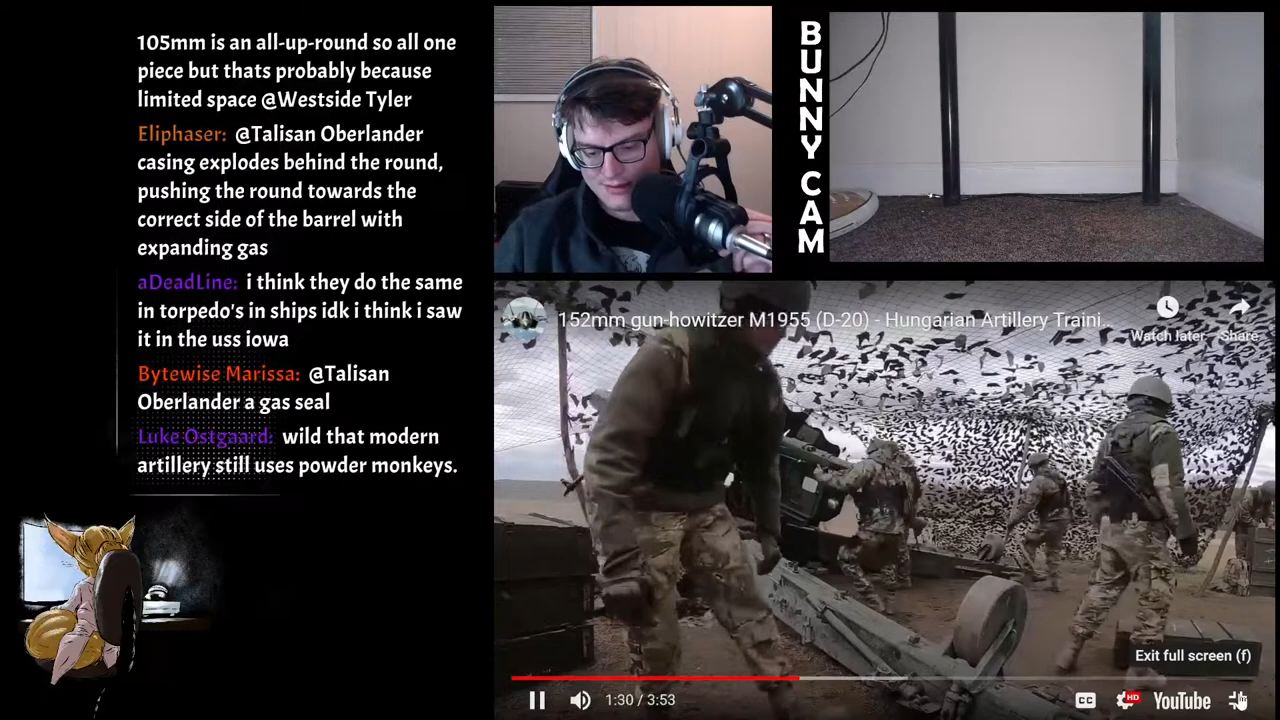 105mm is an all-up-round so all one
piece but thats probably because
limited space @Westside Tyler
Eliphaser: @Talisan Oberlander
casing explodes behind the round,
pushing the round towards the
correct side of the barrel with
expanding gas
aDeadLine: i think they do the same
in torpedo's in ships idk i think i saw
it in the uss iowa
Bytewise Marissa: @Talisan
Oberlander a gas seal
Luke Ostgaard: wild that modern
artillery still uses powder monkeys.
BUNNY CAM
152mm gun-howitzer M1955 (D-20) - Hungarian Artillery Traini...
Watch later
Share
Exit full screen (f)
1:30 / 3:53
CC
HD
YouTube